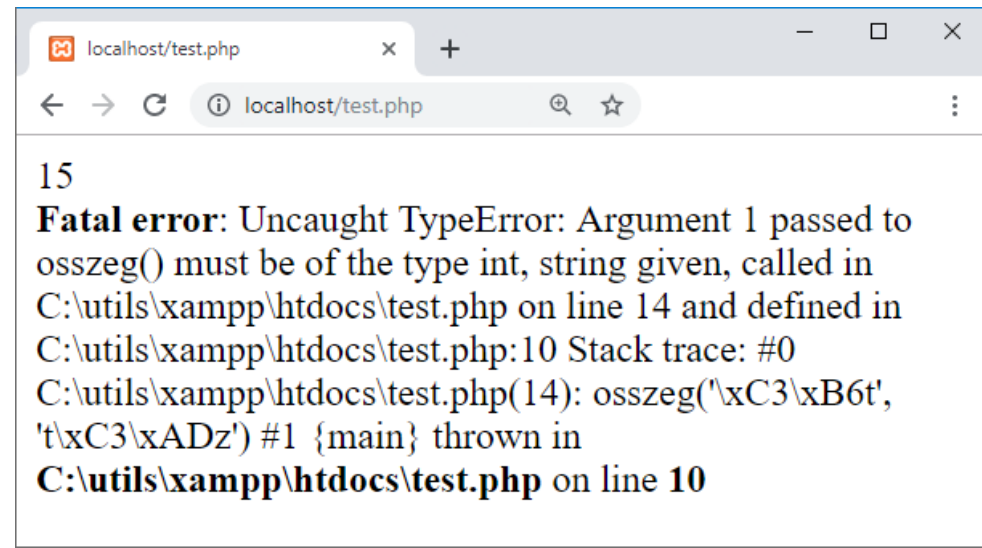 localhost/test.php
localhost/test.php
15
Fatal error: Uncaught TypeError: Argument 1 passed to
osszeg() must be of the type int, string given, called in
C:\utils\xampp\htdocs\test.php on line 14 and defined in
C:\utils\xampp\htdocs\test.php:10 Stack trace: #0
C:\utils\xampp\htdocs\test.php(14): osszeg('\xC3\xB6t',
't\xC3\xADz') #1 {main} thrown in
C:\utils\xampp\htdocs\test.php on line 10